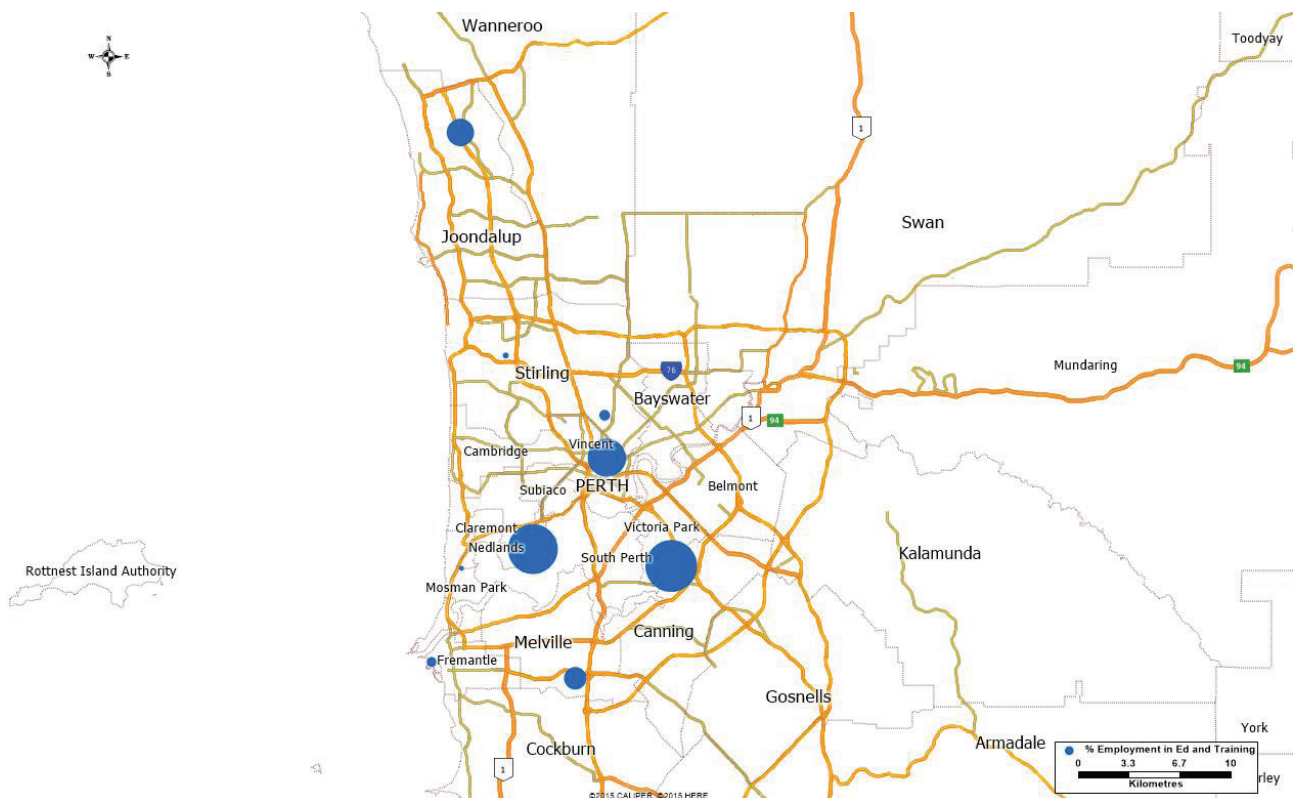 Wanneroo
N
W E
S
Toodyay
1
Swan
Joondalup
Mundaring
94
Stirling
76
Bayswater
1
94
Vincent
Cambridge
Subiaco
PERTH
Belmont
Claremont
Victoria Park
Nedlands
South Perth
Kalamunda
Rottnest Island Authority
Mosman Park
Canning
Melville
Fremantle
Gosnells
York
Armadale
Cockburn
1
% Employment in Ed and Training
0 3.3 6.7 10
Kilometres
rley
©2015 CALIPER; ©2015 HERE